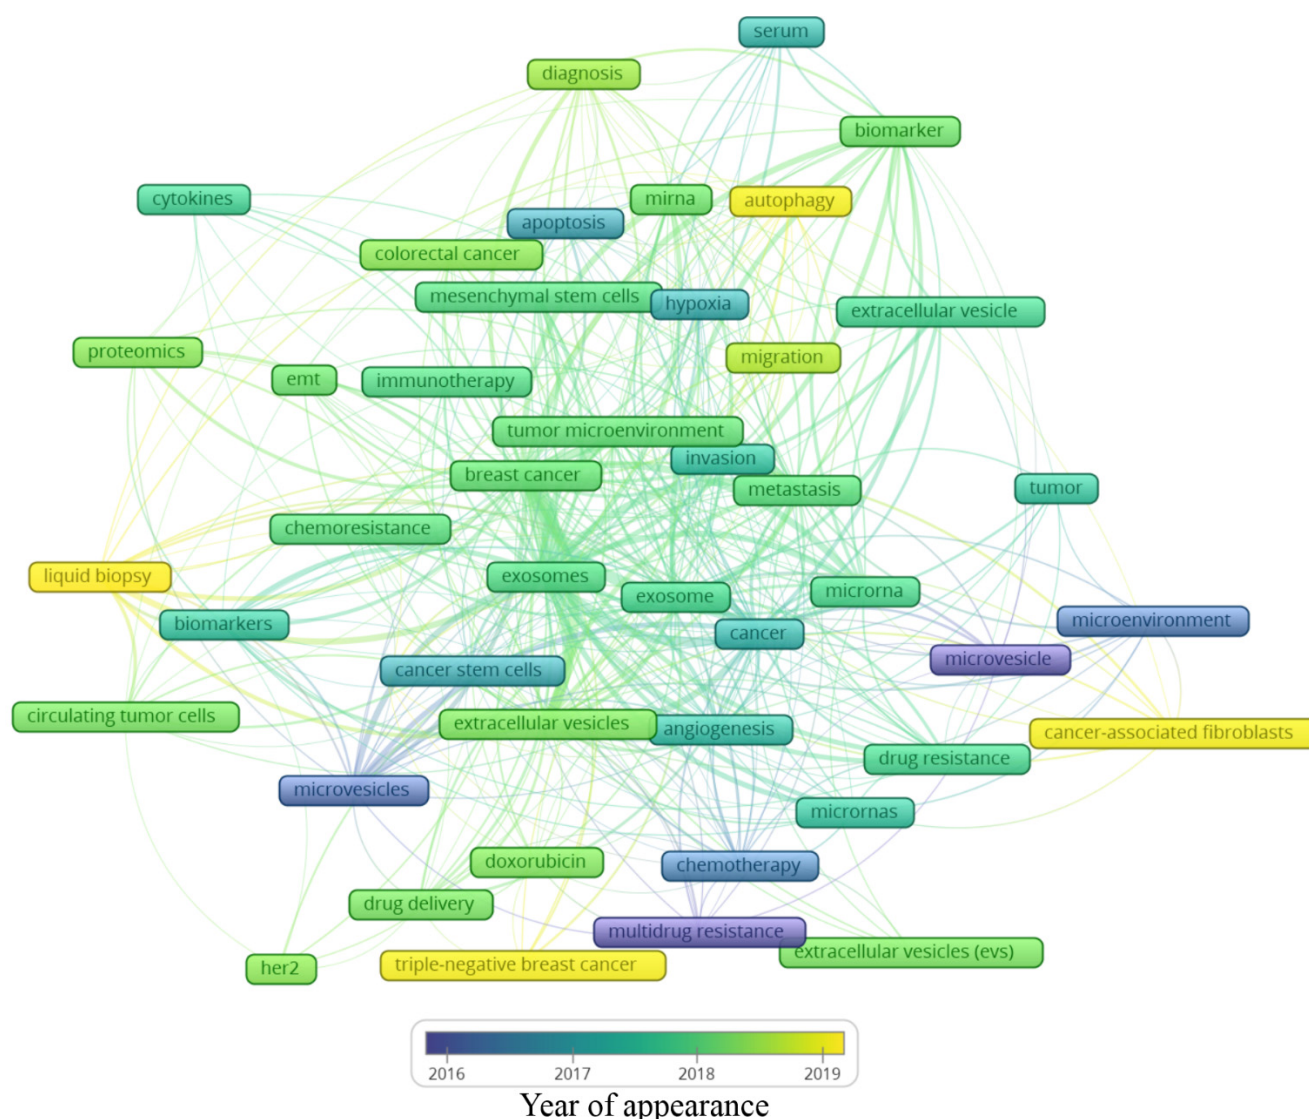 serum
diagnosis
biomarker
cytokines
mirna
autophagy
apoptosis
colorectal cancer
mesenchymal stem cells
hypoxia
extracellular vesicle
proteomics
migration
emt
immunotherapy
tumor microenvironment
invasion
breast cancer
metastasis
tumor
chemoresistance
liquid biopsy
exosomes
exosome
microrna
biomarkers
cancer
microenvironment
microvesicle
cancer stem cells
circulating tumor cells
extracellular vesicles
angiogenesis
cancer-associated fibroblasts
drug resistance
microvesicles
micrornas
doxorubicin
chemotherapy
drug delivery
multidrug resistance
extracellular vesicles (evs)
her2
triple-negative breast cancer
2016 2017 2018 2019
Year of appearance